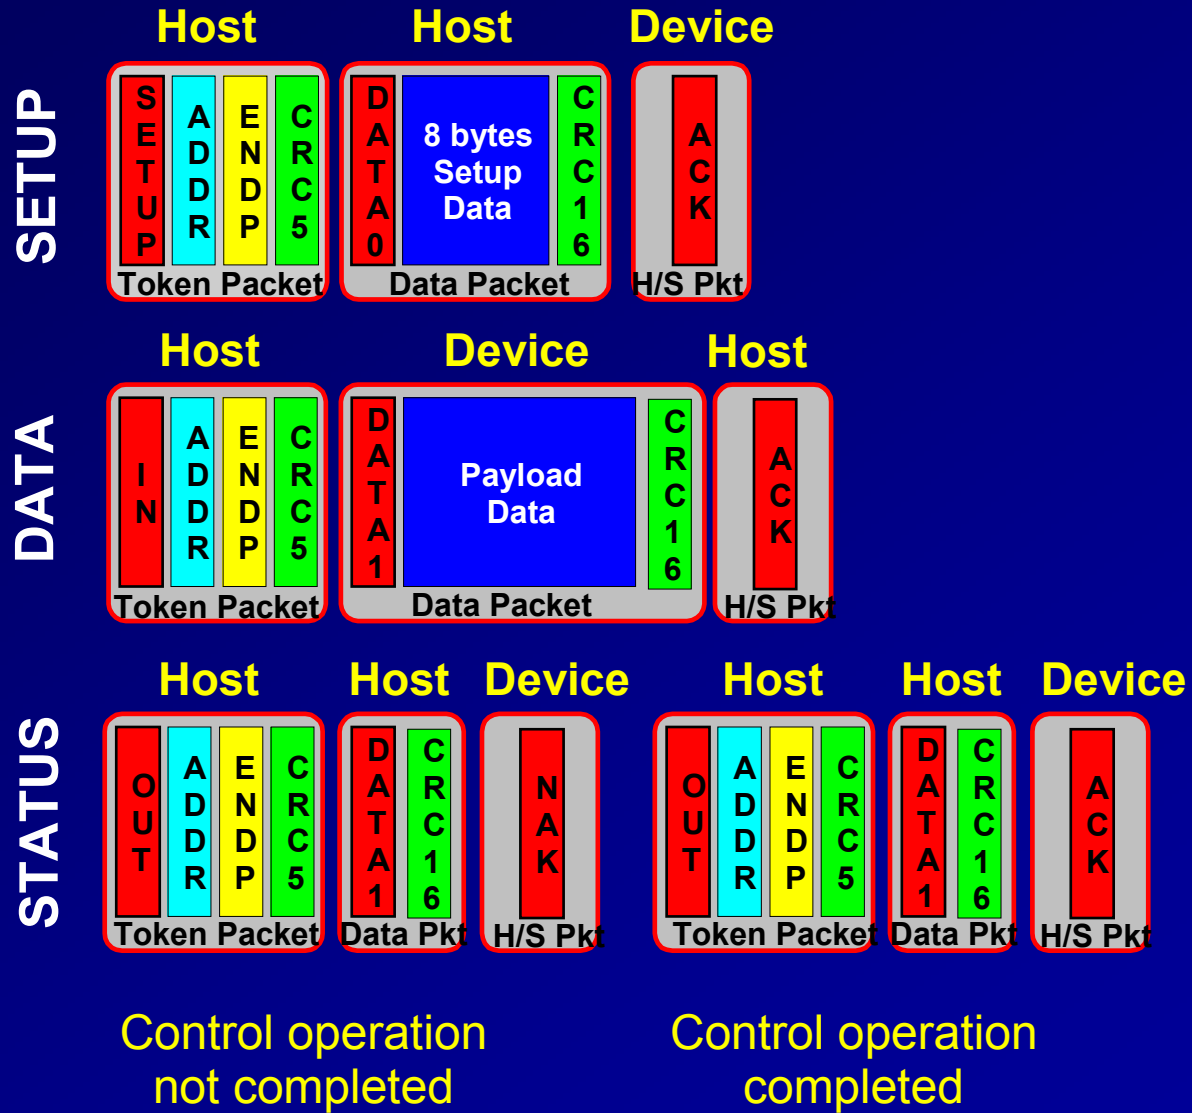 Host Host Device
SETUP
SETUP ADDR ENDP CRC5 DATA0 8 bytes Setup Data CRC16 ACK
Token Packet Data Packet H/S Pkt
Host Device Host
DATA
IN ADDR ENDP CRC5 DATA1 Payload Data CRC16 ACK
Token Packet Data Packet H/S Pkt
Host Host Device Host Host Device
STATUS
OUT ADDR ENDP CRC5 DATA1 CRC16 NAK OUT ADDR ENDP CRC5 DATA1 CRC16 ACK
Token Packet Data Pkt H/S Pkt Token Packet Data Pkt H/S Pkt
Control operation
not completed
Control operation
completed